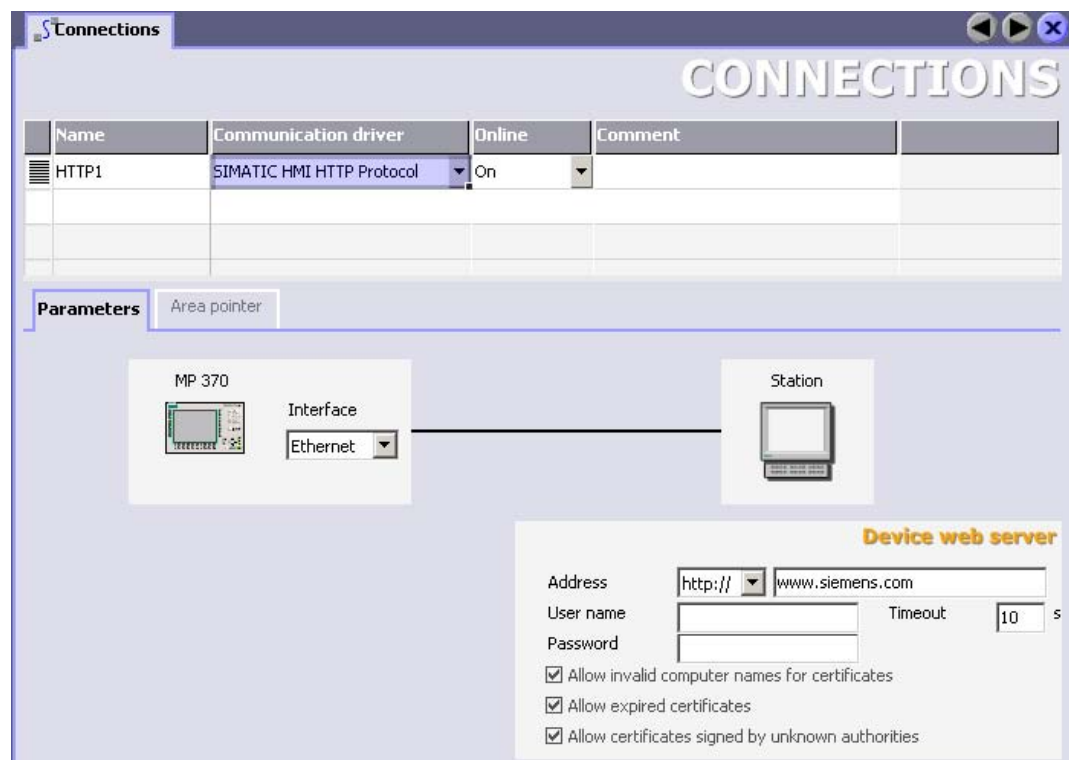 Connections
CONNECTIONS
Name Communication driver Online Comment
HTTP1 SIMATIC HMI HTTP Protocol On
Parameters Area pointer
MP 370 Station
Interface
Ethernet
Device web server
Address http:// www.siemens.com
User name Timeout 10 s
Password
Allow invalid computer names for certificates
Allow expired certificates
Allow certificates signed by unknown authorities